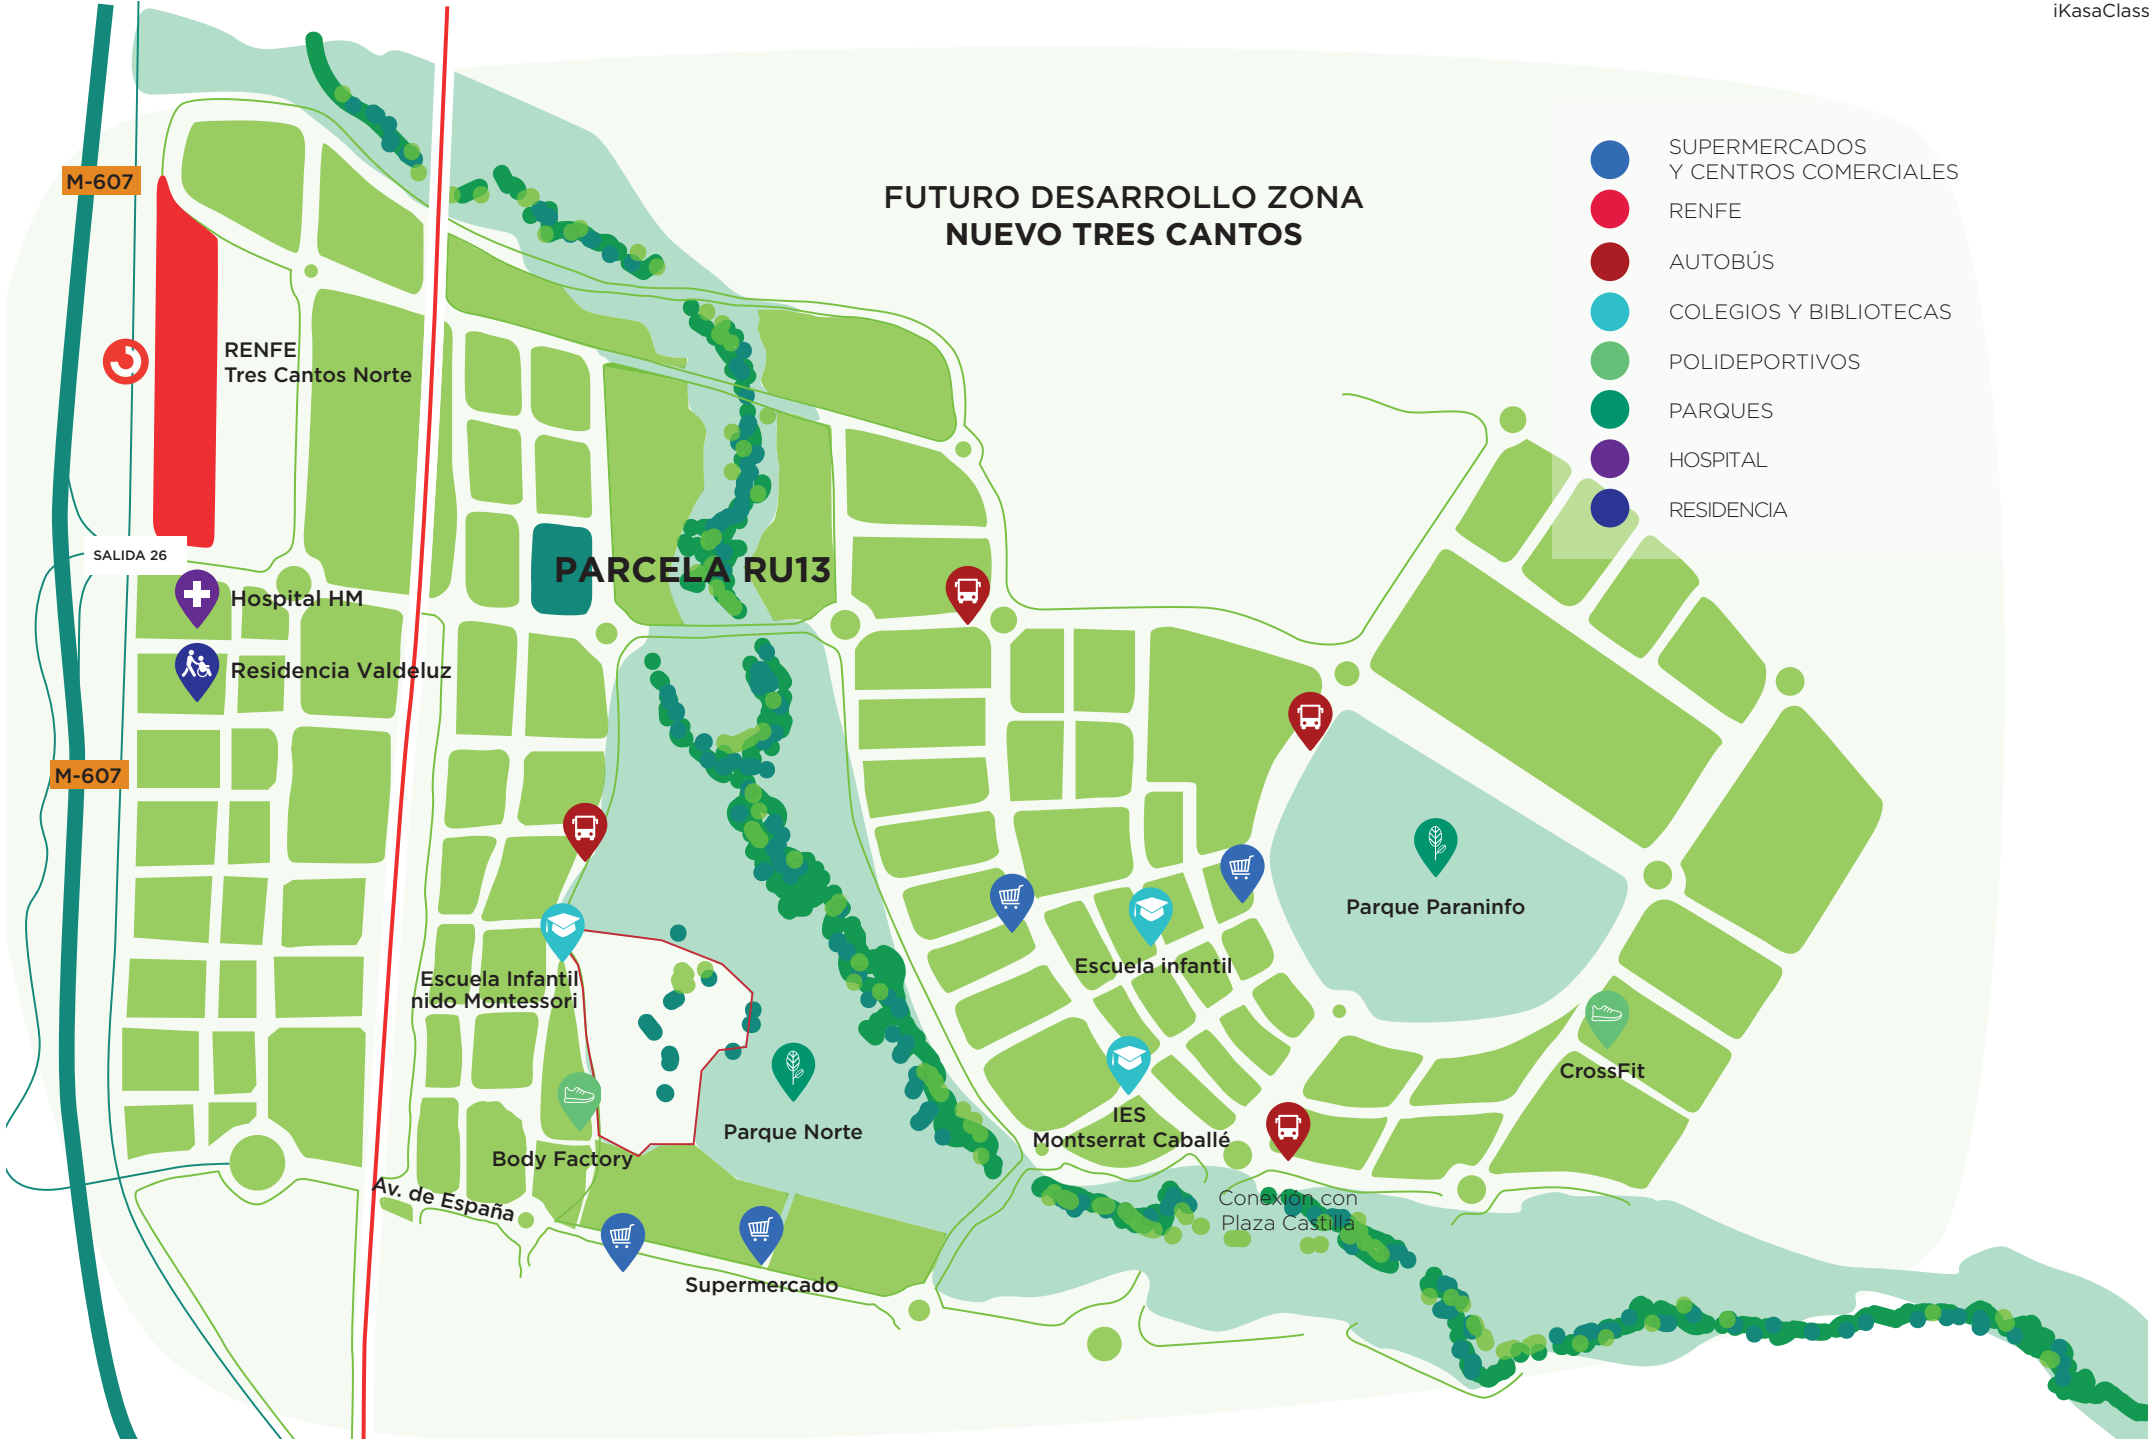 iKasaClass
M-607
FUTURO DESARROLLO ZONA
NUEVO TRES CANTOS
SUPERMERCADOS
Y CENTROS COMERCIALES
RENFE
AUTOBÚS
COLEGIOS Y BIBLIOTECAS
POLIDEPORTIVOS
PARQUES
HOSPITAL
RESIDENCIA
RENFE
Tres Cantos Norte
SALIDA 26
PARCELA RU13
Hospital HM
Residencia Valdeluz
M-607
Parque Paraninfo
Escuela infantil
Escuela Infantil
nido Montessori
CrossFit
IES
Montserrat Caballé
Parque Norte
Body Factory
Av. de España
Conexión con
Plaza Castilla
Supermercado